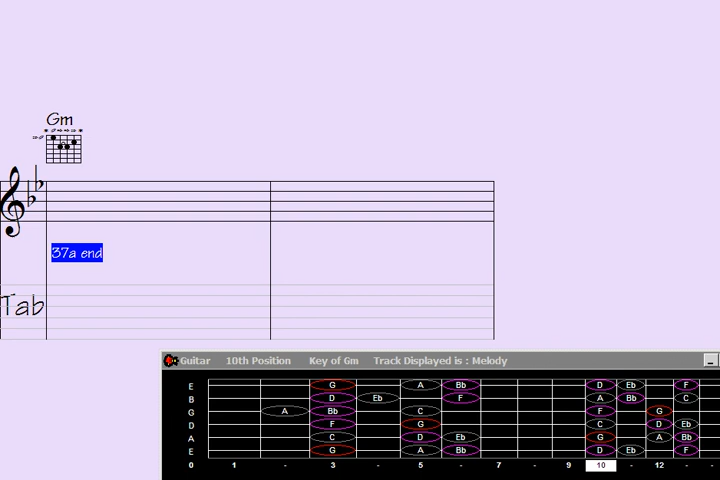 Gm
37a end
Tab
Guitar 10th Position Key of Gm Track Displayed is : Melody
E G A Bb D Eb F
B D Eb F A Bb C
G A Bb C F G
D F G C D Eb
A C D Eb G A Bb
E G A Bb D Eb F
0 1 - 3 - 5 - 7 - 9 10 - 12 - -